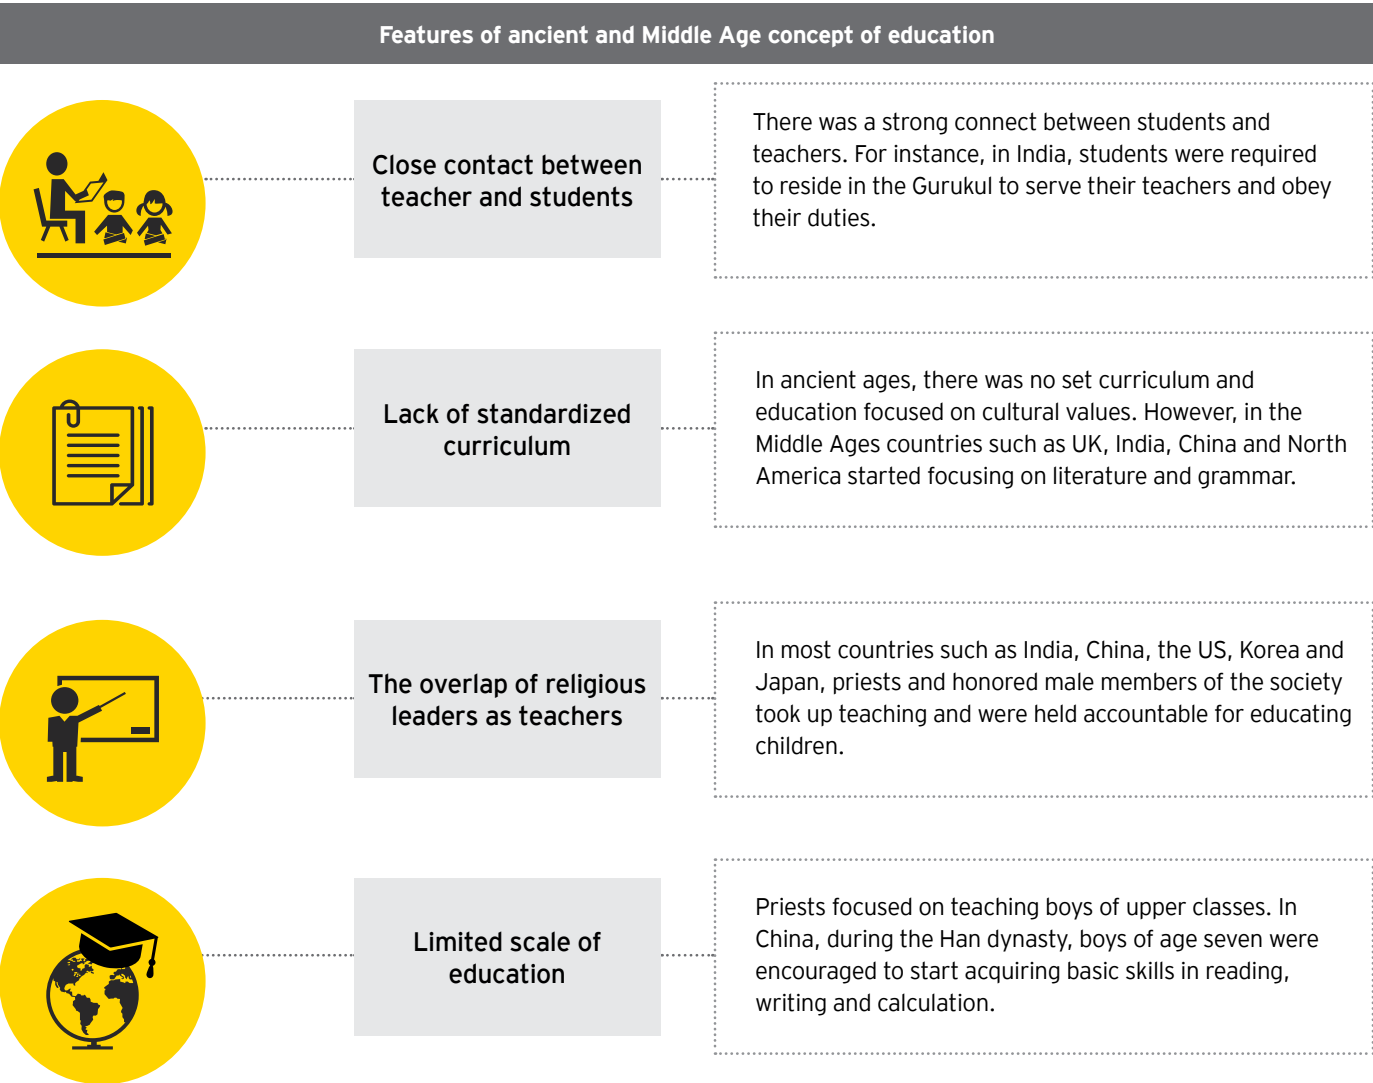 Features of ancient and Middle Age concept of education
Close contact between
teacher and students
There was a strong connect between students and
teachers. For instance, in India, students were required
to reside in the Gurukul to serve their teachers and obey
their duties.
Lack of standardized
curriculum
In ancient ages, there was no set curriculum and
education focused on cultural values. However, in the
Middle Ages countries such as UK, India, China and North
America started focusing on literature and grammar.
The overlap of religious
leaders as teachers
In most countries such as India, China, the US, Korea and
Japan, priests and honored male members of the society
took up teaching and were held accountable for educating
children.
Limited scale of
education
Priests focused on teaching boys of upper classes. In
China, during the Han dynasty, boys of age seven were
encouraged to start acquiring basic skills in reading,
writing and calculation.